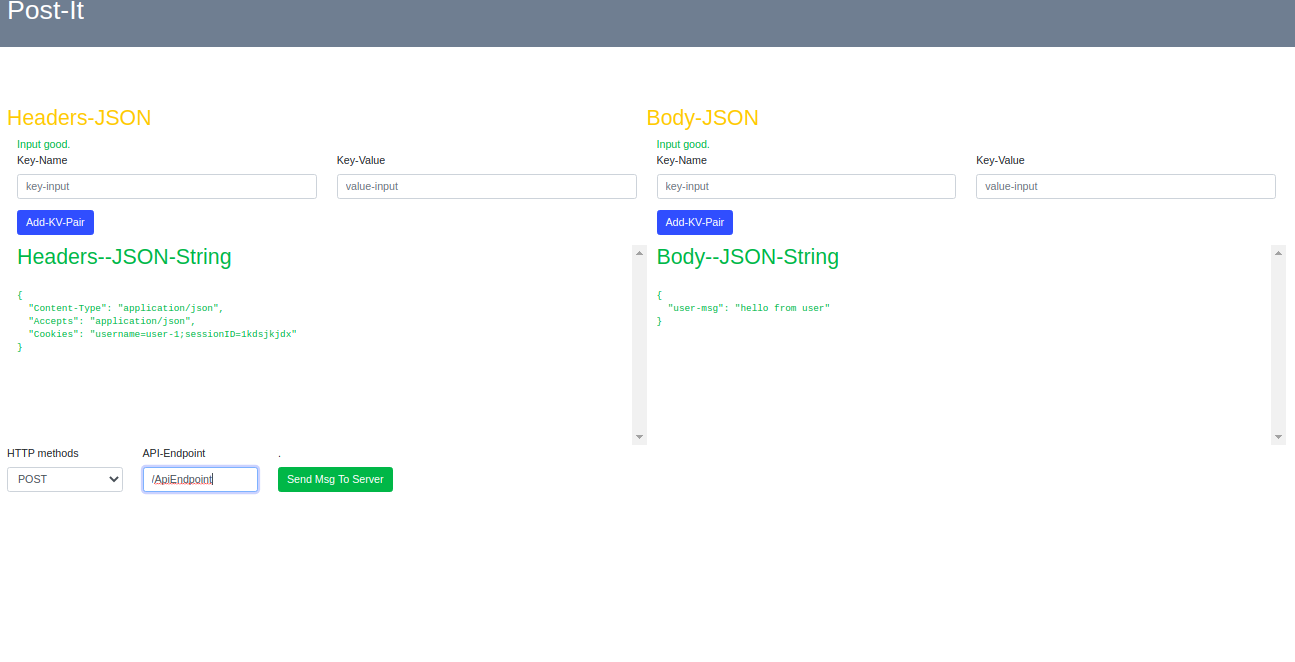 Post-It
Headers-JSON
Input good.
Key-Name
Key-Value
key-input
value-input
Add-KV-Pair
Headers--JSON-String
{
  "Content-Type": "application/json",
  "Accepts": "application/json",
  "Cookies": "username=user-1;sessionID=1kdsjkjdx"
}
Body-JSON
Input good.
Key-Name
Key-Value
key-input
value-input
Add-KV-Pair
Body--JSON-String
{
  "user-msg": "hello from user"
}
HTTP methods
API-Endpoint
.
POST
/ApiEndpoint
Send Msg To Server